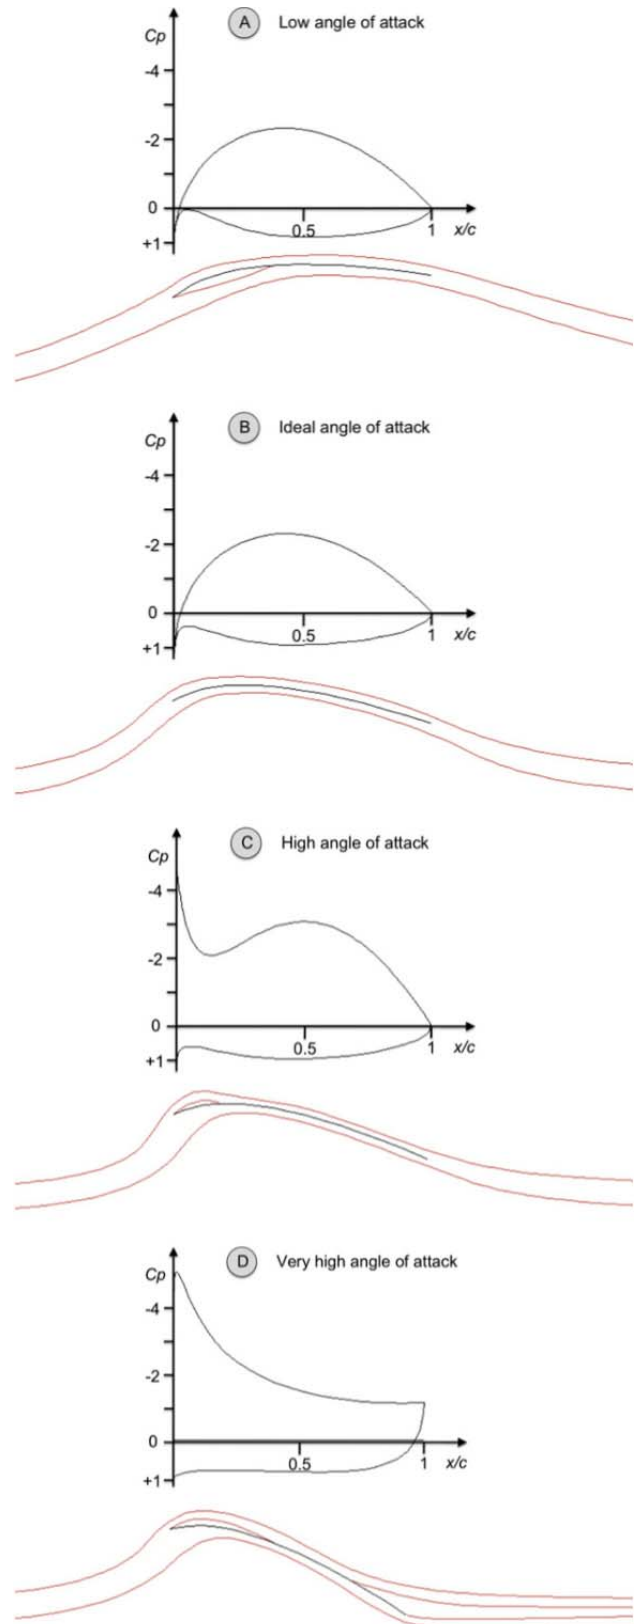 A Low angle of attack
Cp
-4
-2
0
+1
0.5 1 x/c
B Ideal angle of attack
Cp
-4
-2
0
+1
0.5 1 x/c
C High angle of attack
Cp
-4
-2
0
+1
0.5 1 x/c
D Very high angle of attack
Cp
-4
-2
0
+1
0.5 1 x/c